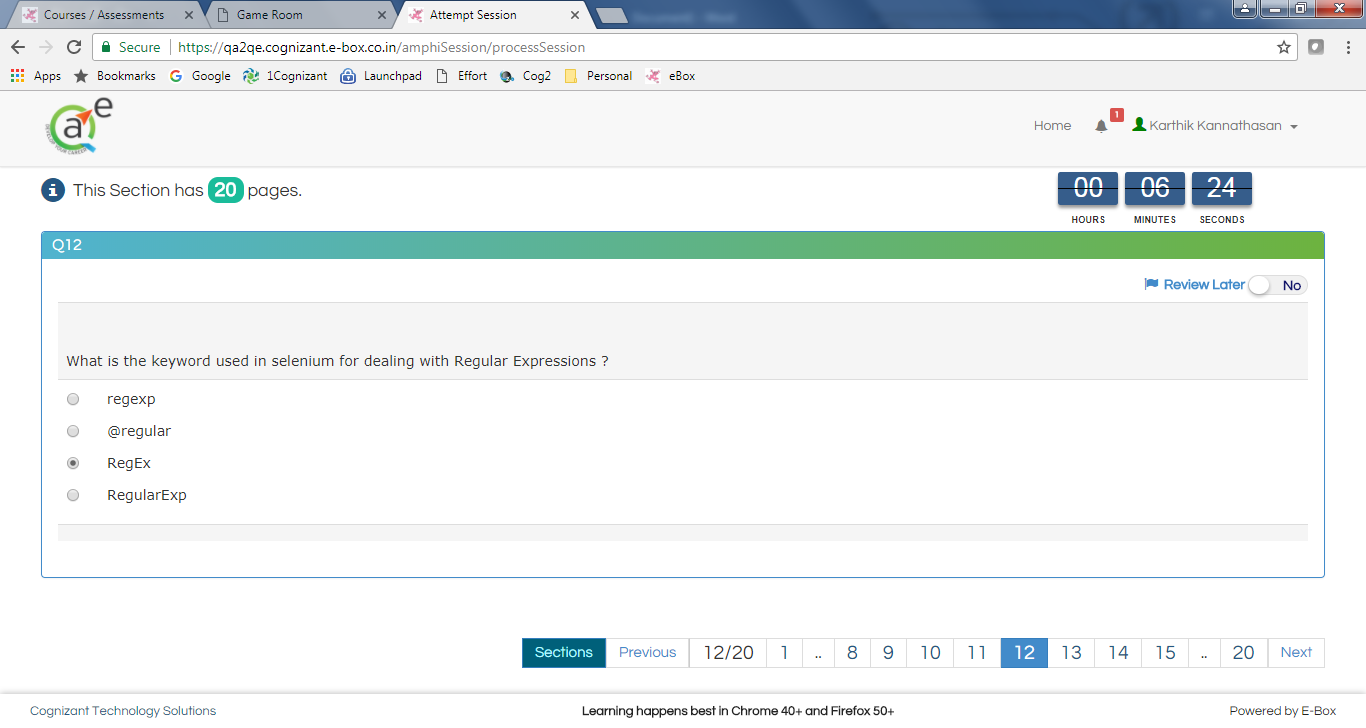 Courses / Assessments
Game Room
Attempt Session
Secure
https://qa2qe.cognizant.e-box.co.in/amphiSession/processSession
Apps Bookmarks Google 1Cognizant Launchpad Effort Cog2 Personal eBox
a e
Home 1 Karthik Kannathasan
This Section has 20 pages.
00 06 24
HOURS MINUTES SECONDS
Q12
Review Later No
What is the keyword used in selenium for dealing with Regular Expressions ?
regexp
@regular
RegEx
RegularExp
Sections Previous 12/20 1 .. 8 9 10 11 12 13 14 15 .. 20 Next
Cognizant Technology Solutions Learning happens best in Chrome 40+ and Firefox 50+ Powered by E-Box